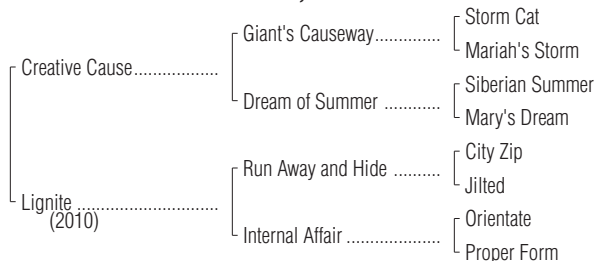 Storm Cat
Giant's Causeway..............
Mariah's Storm
Creative Cause..................
Siberian Summer
Dream of Summer ............
Mary's Dream
City Zip
Run Away and Hide ..........
Jilted
Lignite ..............................
(2010)
Orientate
Internal Affair ....................
Proper Form